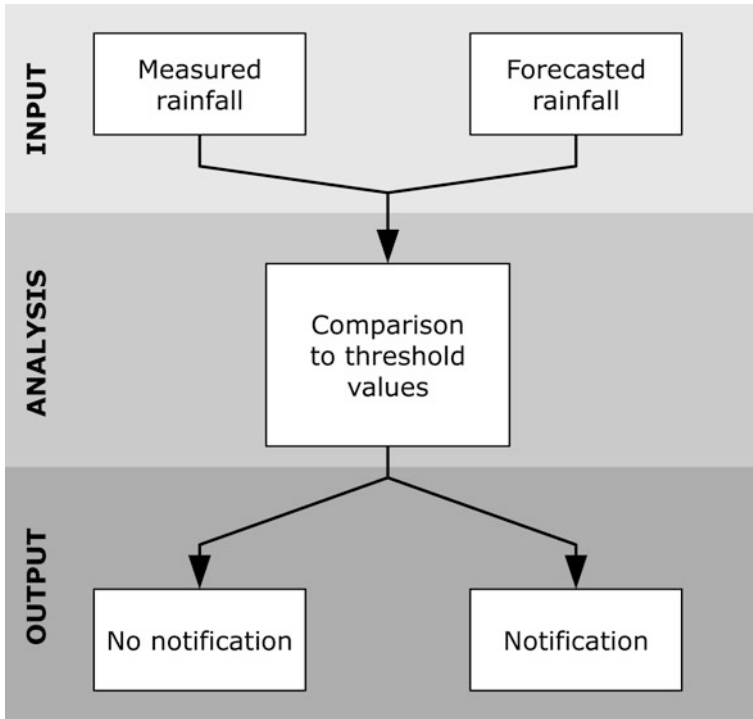 INPUT
Measured
rainfall
Forecasted
rainfall
ANALYSIS
Comparison
to threshold
values
OUTPUT
No notification
Notification